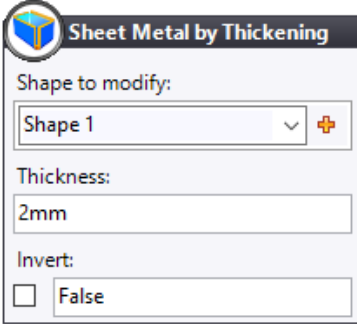 Sheet Metal by Thickening
Shape to modify:
Shape 1
Thickness:
2mm
Invert:
False